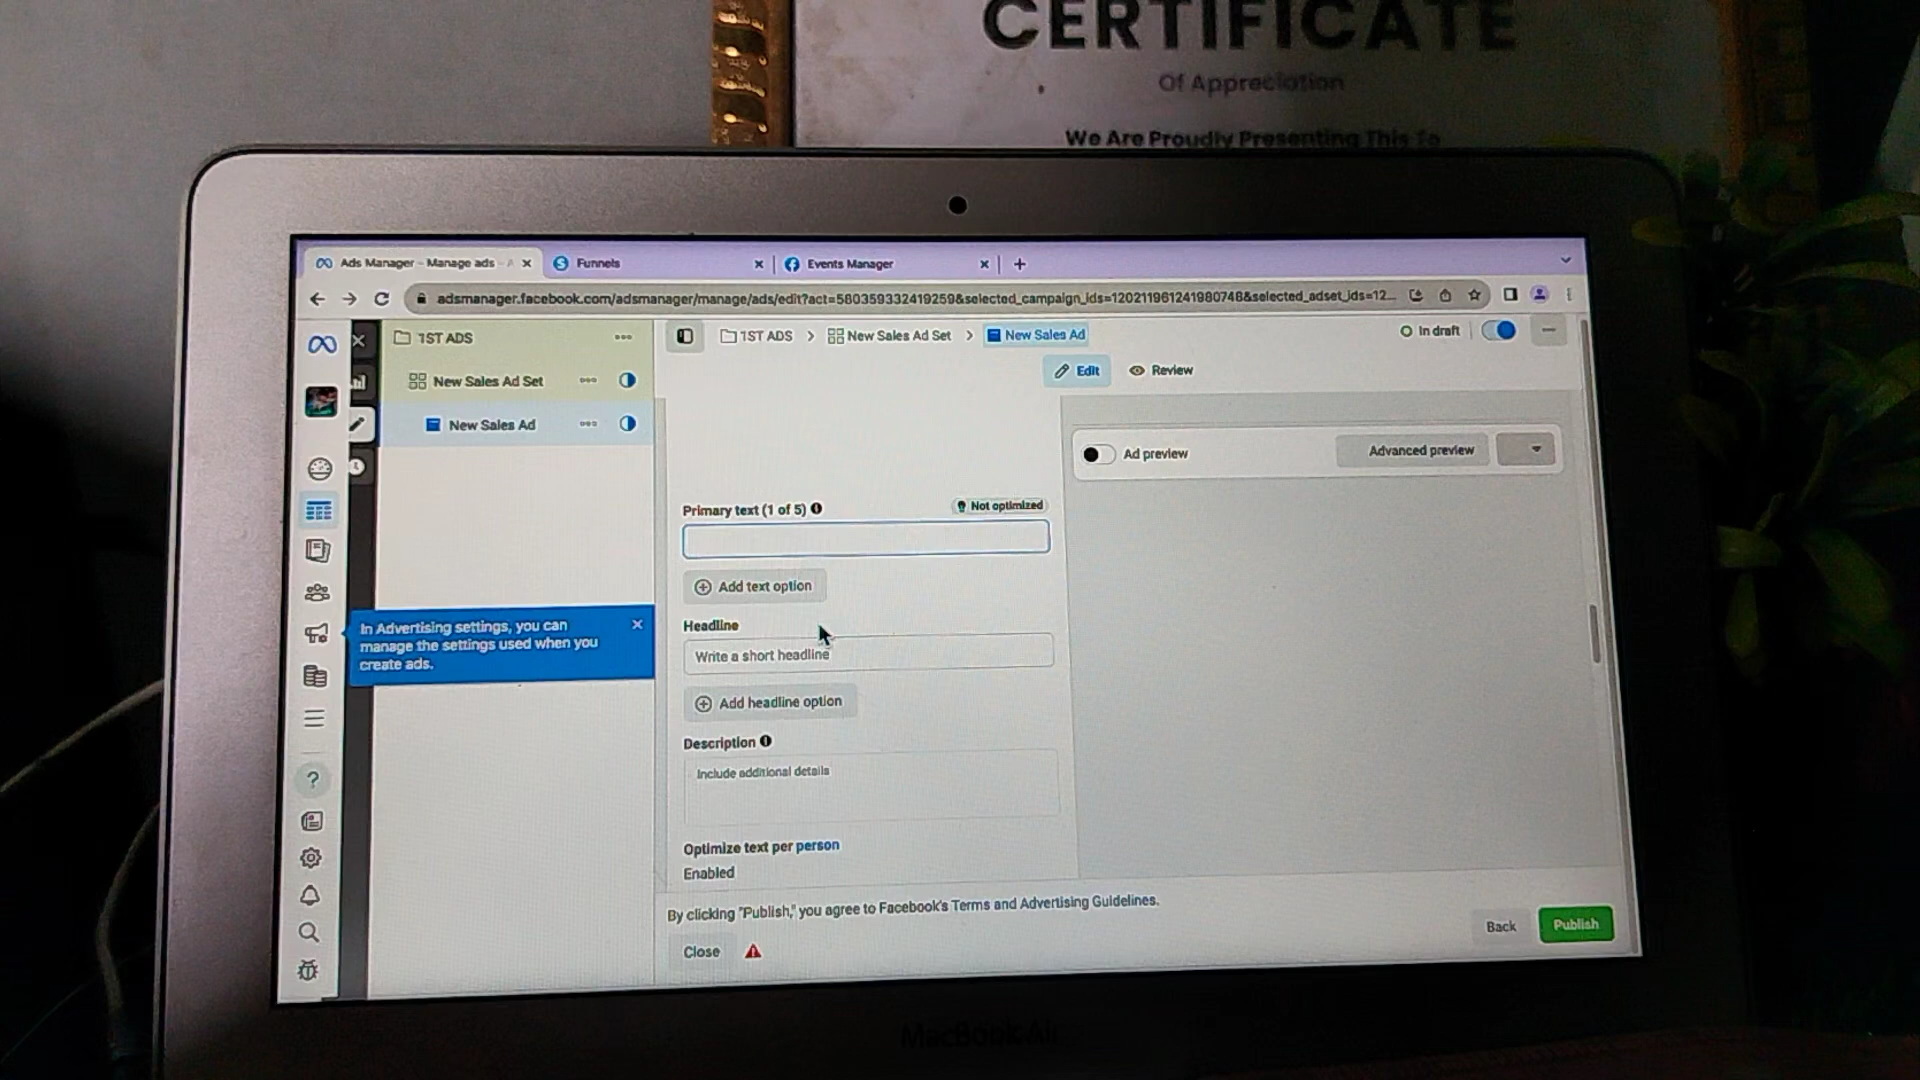 CERTIFICATE
Of Appreciation
We Are Proudly Presenting This To
Ads Manager - Manage ads - A
Funnels
Events Manager
adsmanager.facebook.com/adsmanager/manage/ads/edit?act=580359332419259&selected_campaign_ids=120211961241980748&selected_adset_ids=12...
1ST ADS
New Sales Ad Set
New Sales Ad
1ST ADS > New Sales Ad Set > New Sales Ad
In draft
Edit
Review
Ad preview
Advanced preview
Primary text (1 of 5)
Not optimized
Add text option
Headline
Write a short headline
Add headline option
Description
Include additional details
Optimize text per person
Enabled
In Advertising settings, you can
manage the settings used when you
create ads.
By clicking "Publish," you agree to Facebook's Terms and Advertising Guidelines.
Close
Back
Publish
MacBook Air